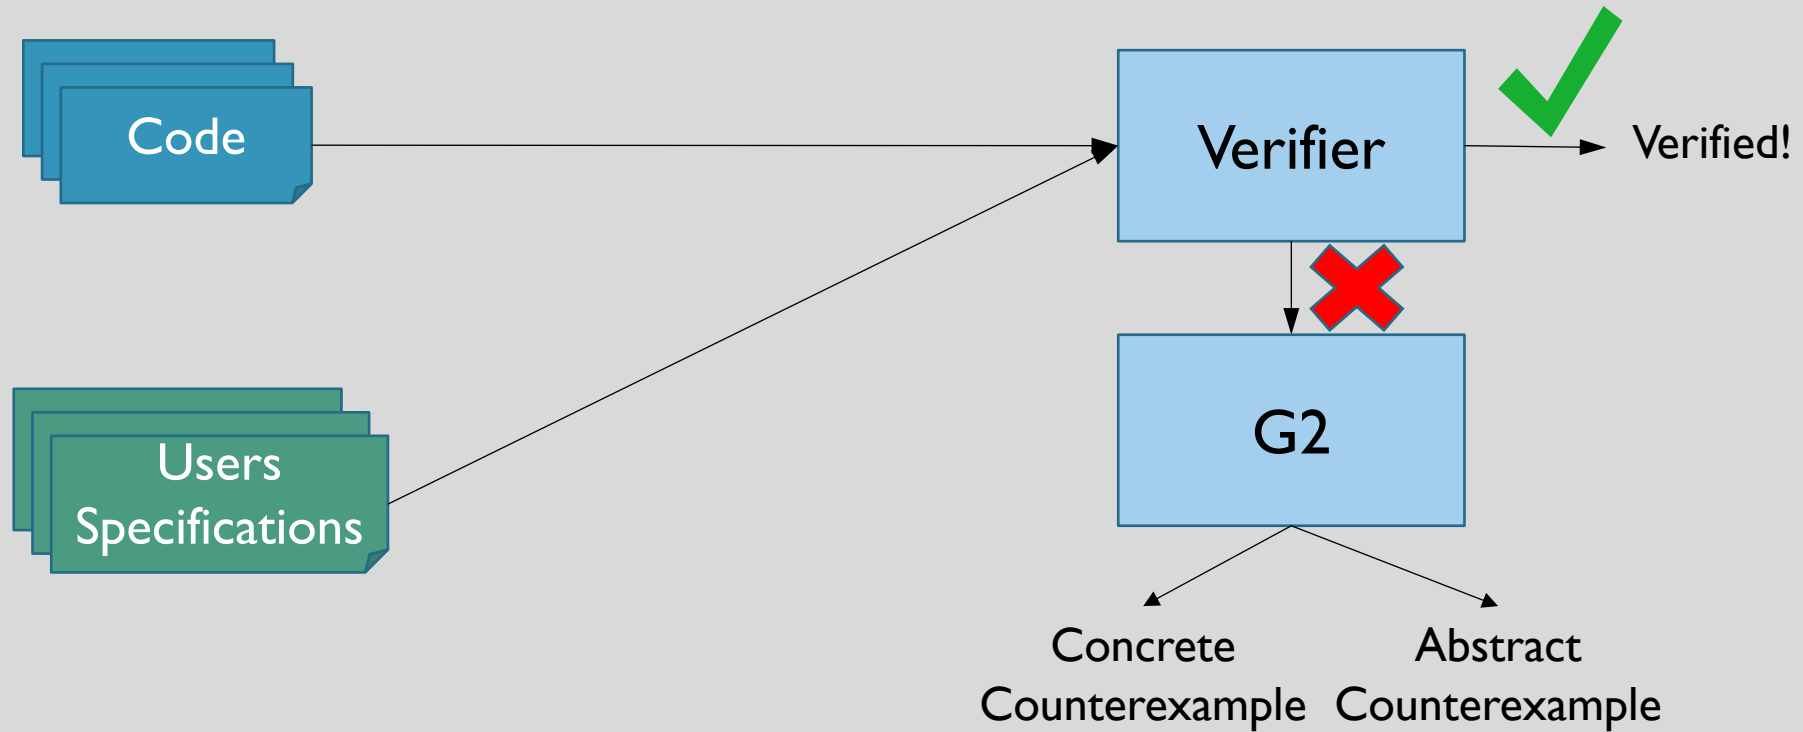 Code
Verifier
Verified!
Users
Specifications
G2
Concrete
Counterexample
Abstract
Counterexample